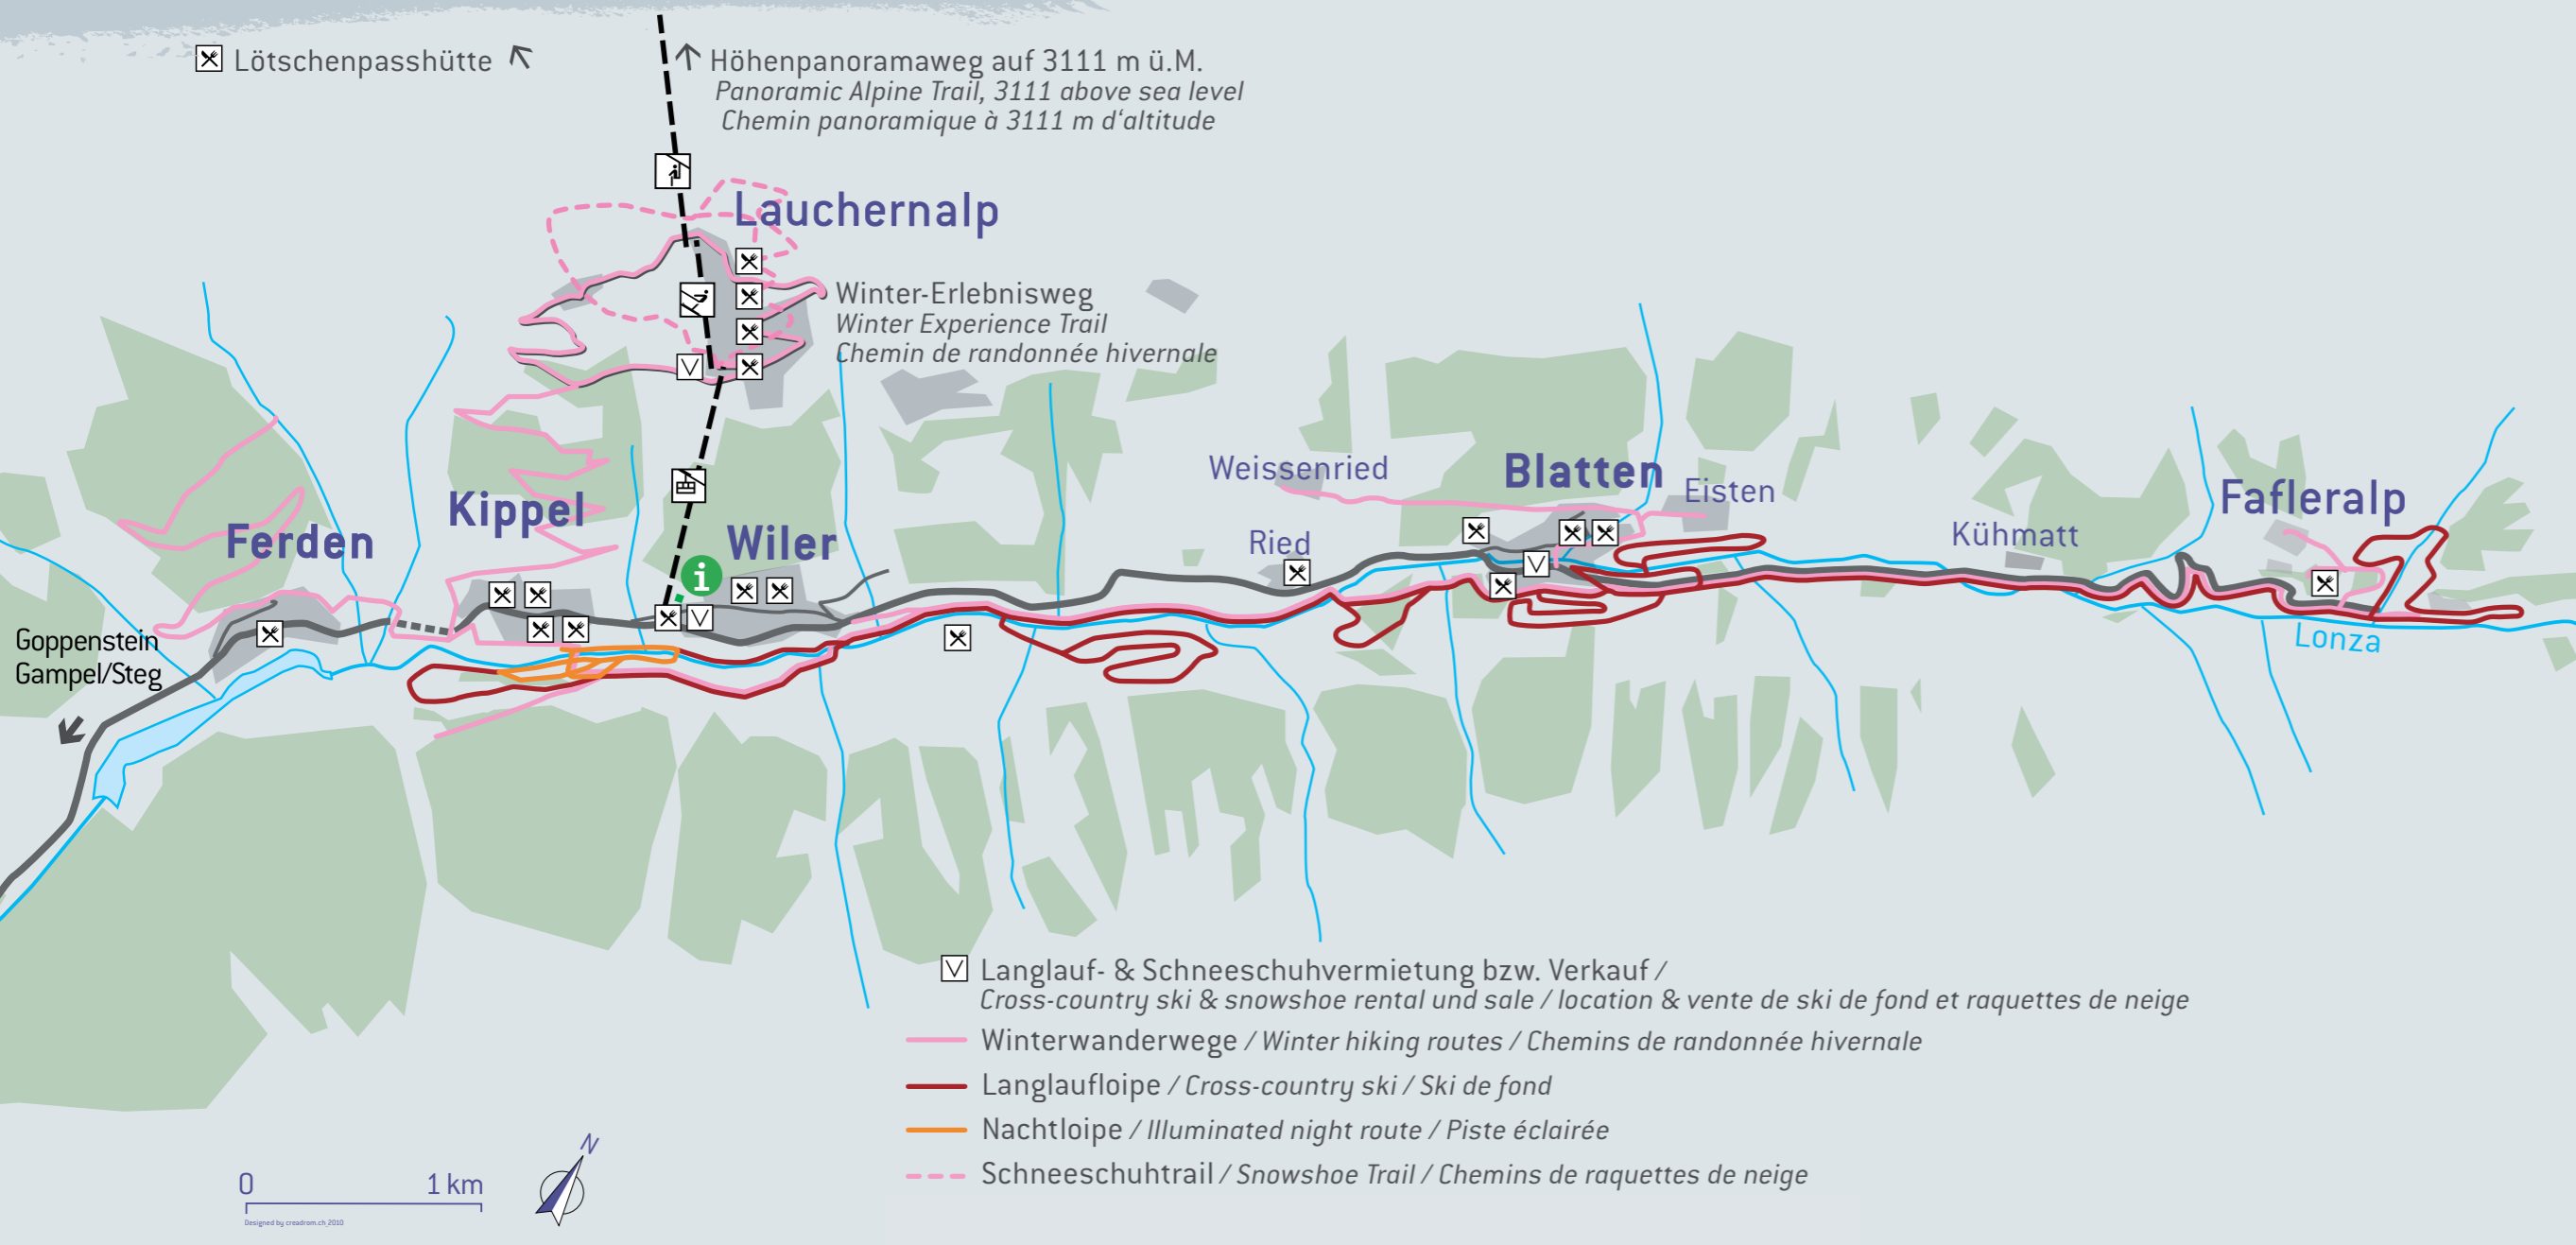 Lötschenpasshütte
Höhenpanoramaweg auf 3111 m ü.M.
Panoramic Alpine Trail, 3111 above sea level
Chemin panoramique à 3111 m d‘altitude
Lauchernalp
Winter-Erlebnisweg
Winter Experience Trail
Chemin de randonnée hivernale
Weissenried
Blatten
Eisten
Fafleralp
Kippel
Ferden
Wiler
Ried
Kühmatt
i
Goppenstein
Gampel/Steg
Lonza
Langlauf- & Schneeschuhvermietung bzw. Verkauf /
Cross-country ski & snowshoe rental und sale / location & vente de ski de fond et raquettes de neige
Winterwanderwege / Winter hiking routes / Chemins de randonnée hivernale
Langlaufloipe / Cross-country ski / Ski de fond
Nachtloipe / Illuminated night route / Piste éclairée
Schneeschuhtrail / Snowshoe Trail / Chemins de raquettes de neige
N
0 1 km
Designed by creadrom.ch_2010